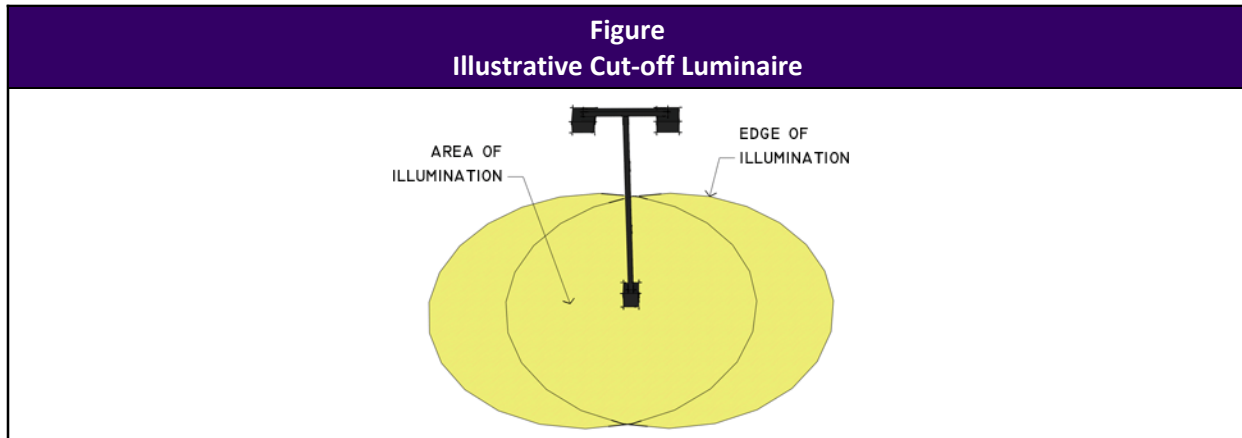 Figure
Illustrative Cut-off Luminaire
AREA OF
ILLUMINATION
EDGE OF
ILLUMINATION